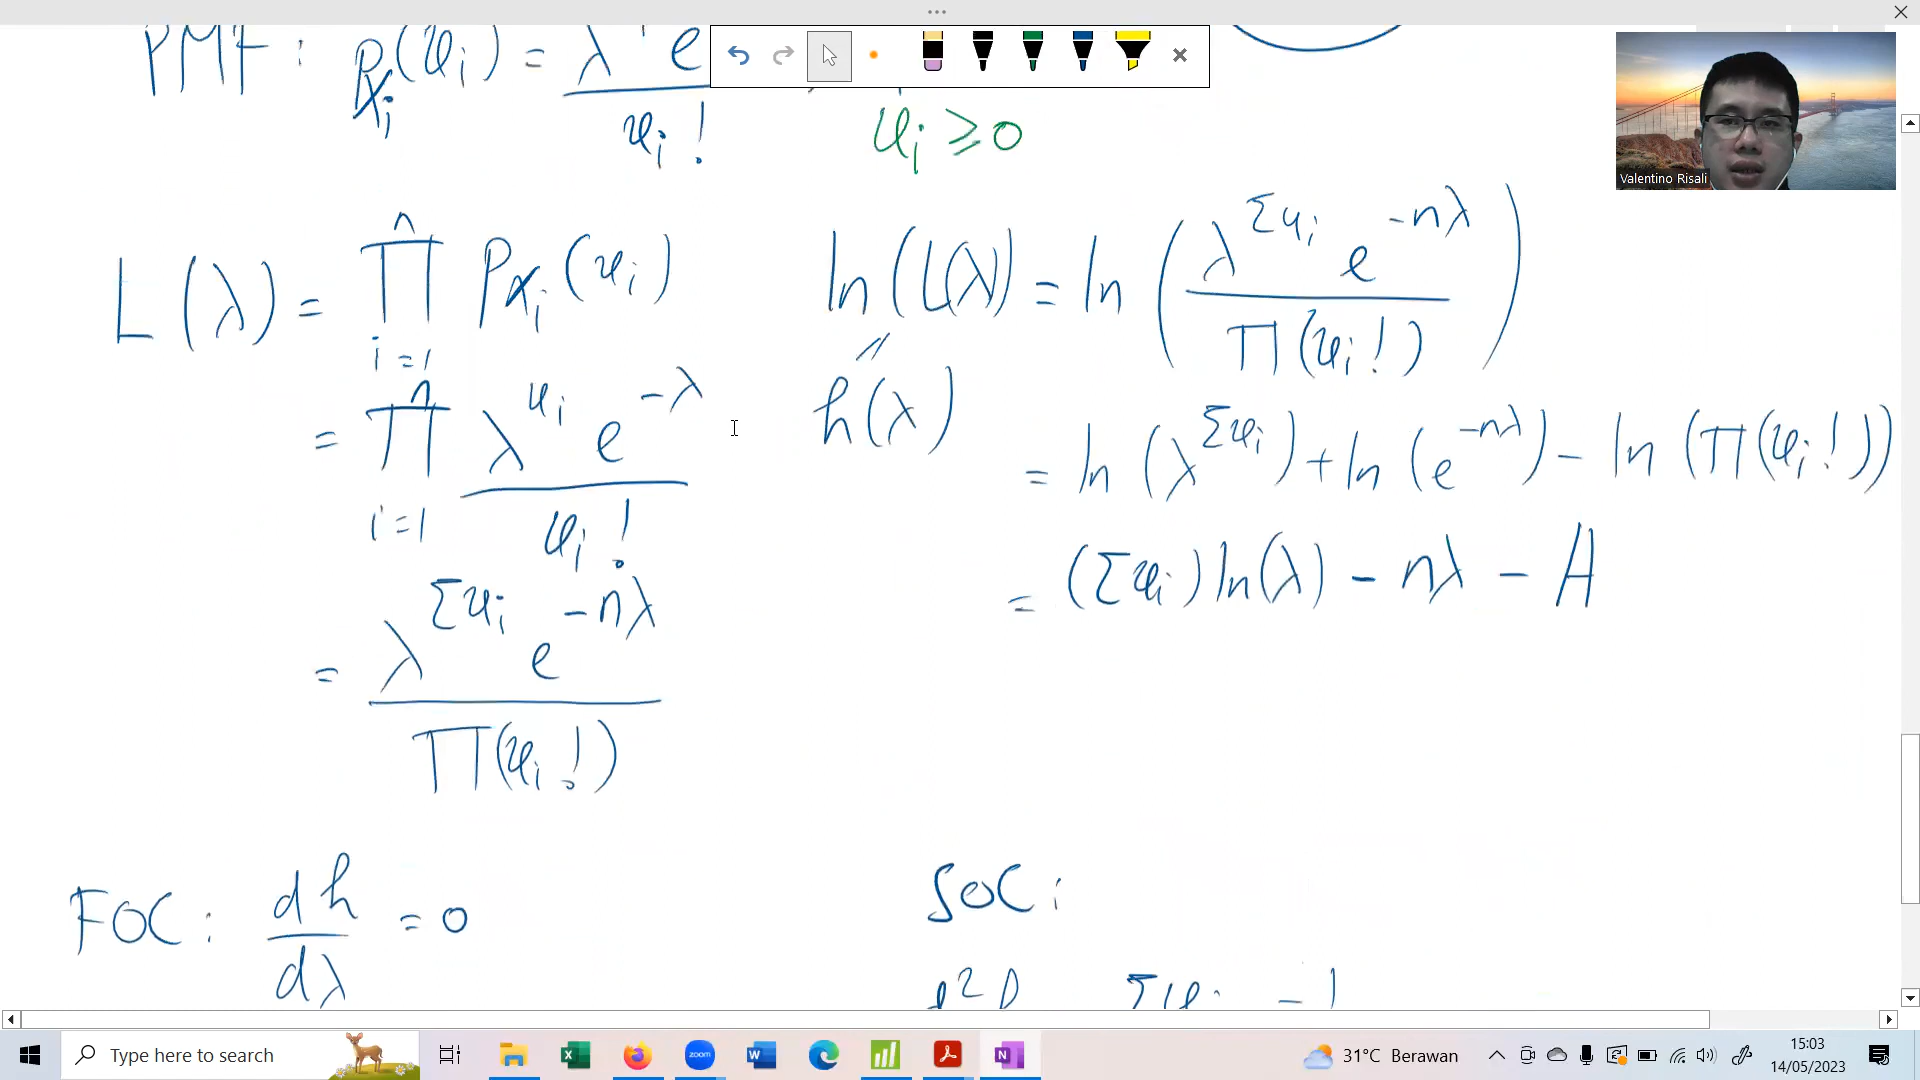 PMF : P_{X_i}(x_i) = λ e
x_i !
x_i ≥ 0
Valentino Risali
L(λ) = ∏_{i=1}^{n} P_{X_i}(x_i)
= ∏_{i=1}^{n} λ^{x_i} e^{-λ} / x_i !
= λ^{Σx_i} e^{-nλ} / ∏(x_i !)
ln(L(λ)) = ln(λ^{Σx_i} e^{-nλ} / ∏(x_i !))
"
h(λ)
= ln(λ^{Σx_i}) + ln(e^{-nλ}) - ln(∏(x_i !))
= (Σx_i) ln(λ) - nλ - A
FOC : dh/dλ = 0
SOC :
Type here to search
zoom
31°C Berawan
15:03
14/05/2023